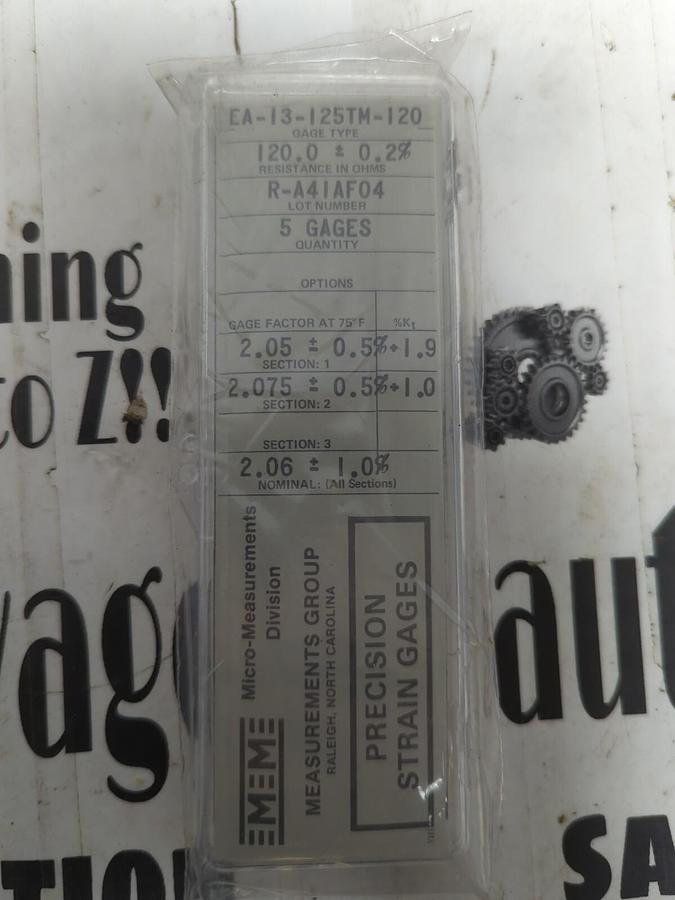 EA-13-125TM-120
GAGE TYPE
120.0 ± 0.2%
RESISTANCE IN OHMS
R-A41AF04
LOT NUMBER
5 GAGES
QUANTITY
OPTIONS
GAGE FACTOR AT 75°F %Kt
2.05 ± 0.5% +1.9
SECTION: 1
2.075 ± 0.5% +1.0
SECTION: 2
SECTION: 3
2.06 ± 1.0%
NOMINAL: (All Sections)
Micro-Measurements
Division
MEASUREMENTS GROUP
RALEIGH, NORTH CAROLINA
PRECISION
STRAIN GAGES
MM
ning
to Z!!
vag
aut
TION
SA